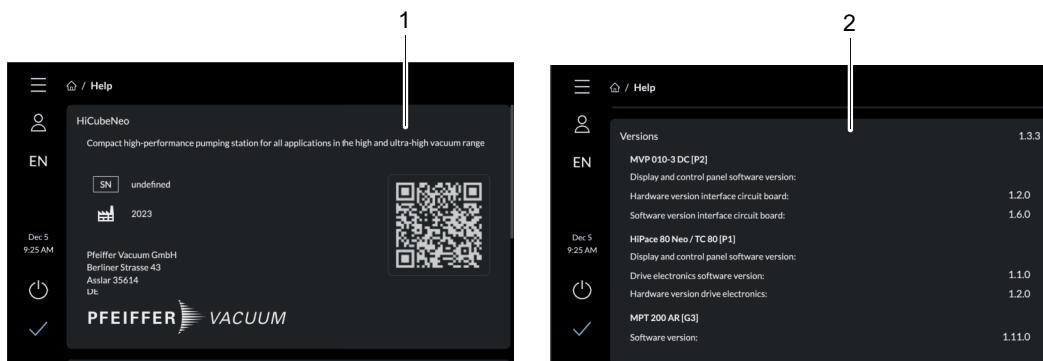 1
/ Help
HiCubeNeo
Compact high-performance pumping station for all applications in the high and ultra-high vacuum range
EN
SN undefined
2023
Dec 5
9:25 AM
Pfeiffer Vacuum GmbH
Berliner Strasse 43
Asslar 35614
DE
PFEIFFER VACUUM
2
/ Help
Versions 1.3.3
EN
MVP 010-3 DC [P2]
Display and control panel software version:
Hardware version interface circuit board: 1.2.0
Software version interface circuit board: 1.6.0
Dec 5
9:25 AM
HiPace 80 Neo / TC 80 [P1]
Display and control panel software version:
Drive electronics software version: 1.1.0
Hardware version drive electronics: 1.2.0
MPT 200 AR [G3]
Software version: 1.11.0